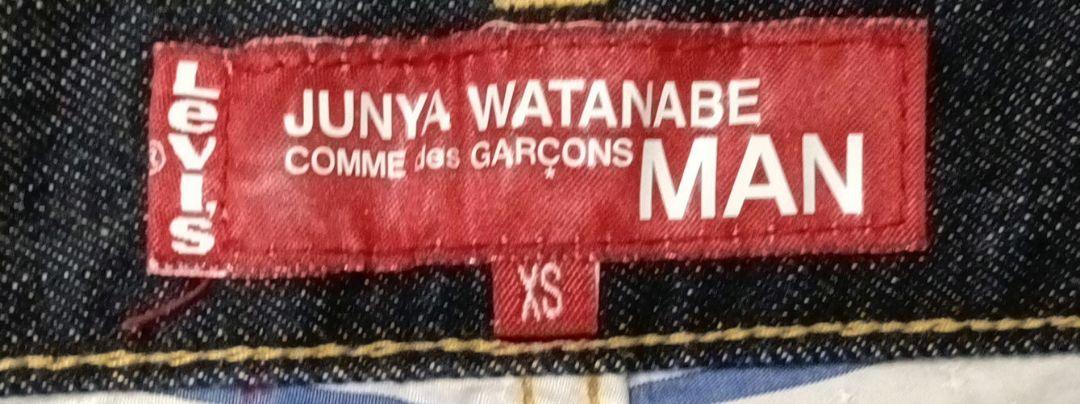 LEVI'S
®
JUNYA WATANABE
COMME des GARÇONS
MAN
XS